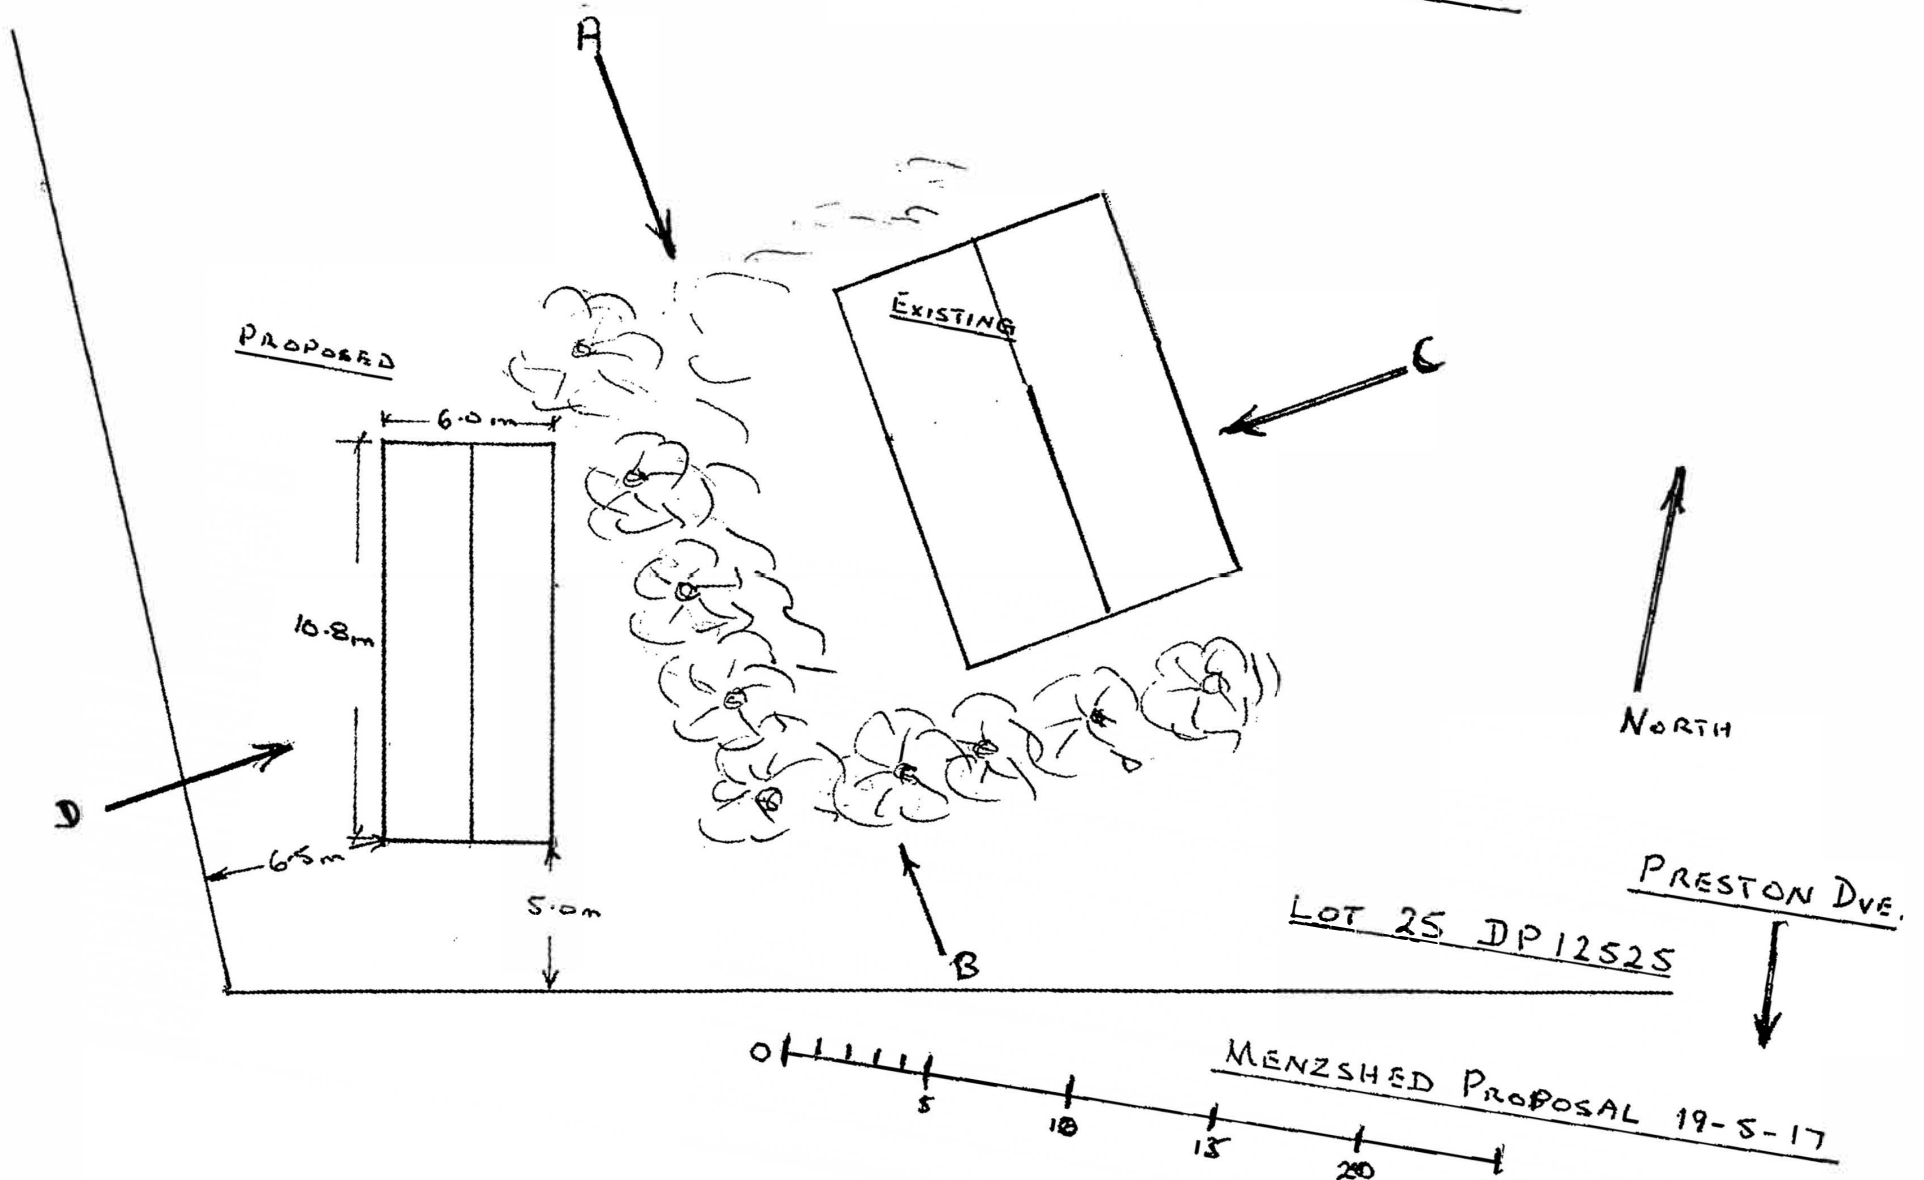 A
PROPOSED
EXISTING
C
6.0 m
10.8m
NORTH
D
6.5m
5.0m
B
PRESTON DVE.
LOT 25 DP12525
0
5
10
15
20
MENZSHED PROPOSAL 19-5-17